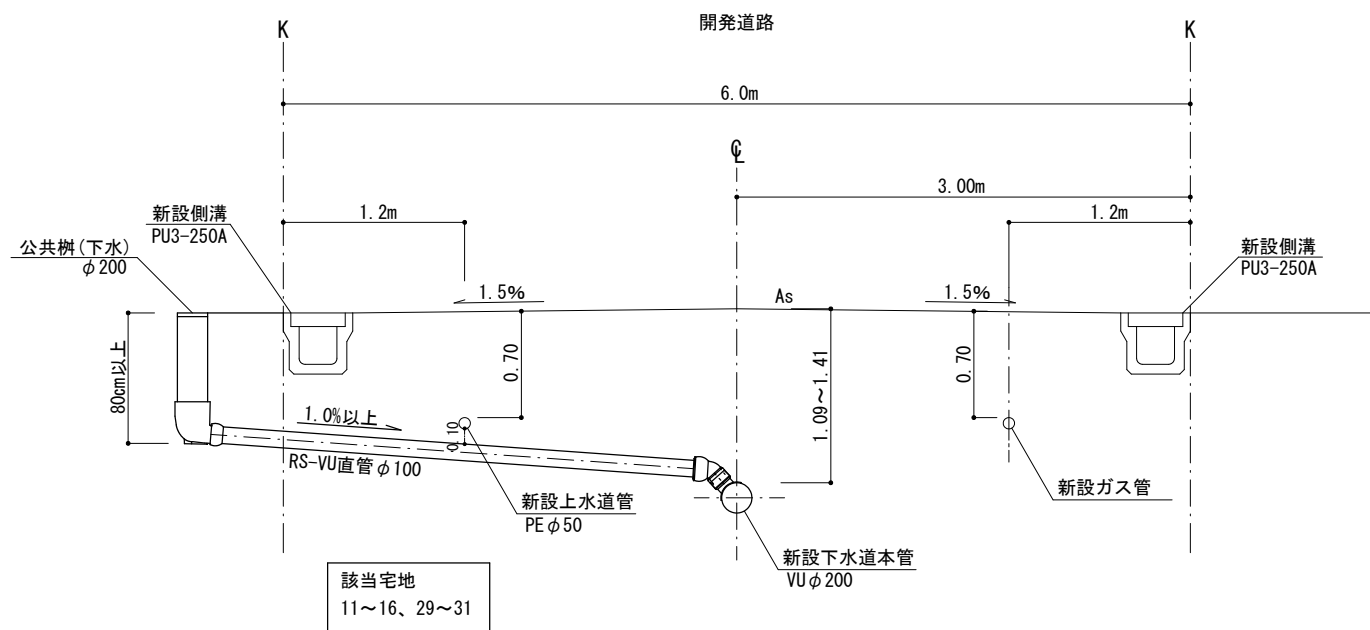 開発道路
K
K
6.0m
℄
3.00m
1.2m
1.2m
新設側溝
PU3-250A
公共桝(下水)
φ200
新設側溝
PU3-250A
1.5%
As
1.5%
80cm以上
0.70
1.09～1.41
0.70
1.0%以上
0.10
RS-VU直管φ100
新設上水道管
PEφ50
新設ガス管
新設下水道本管
VUφ200
該当宅地
11～16、29～31